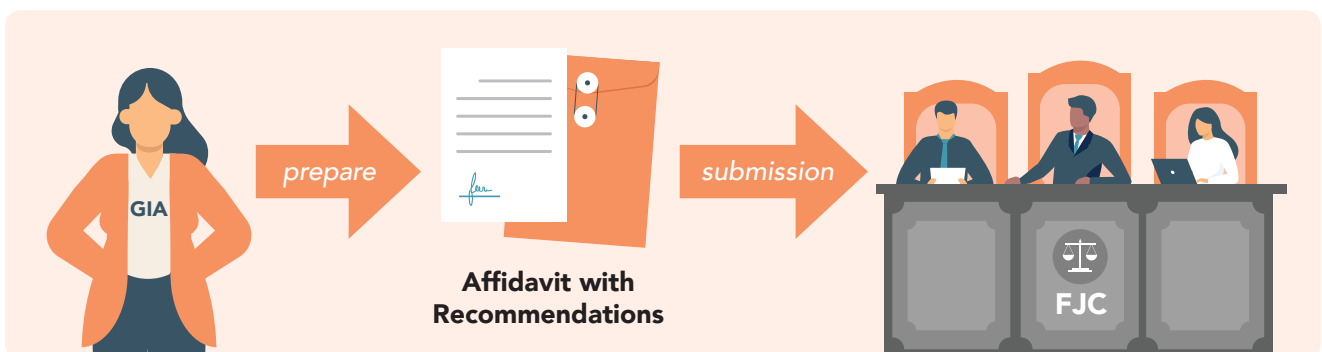 GIA
prepare
Affidavit with
Recommendations
submission
FJC